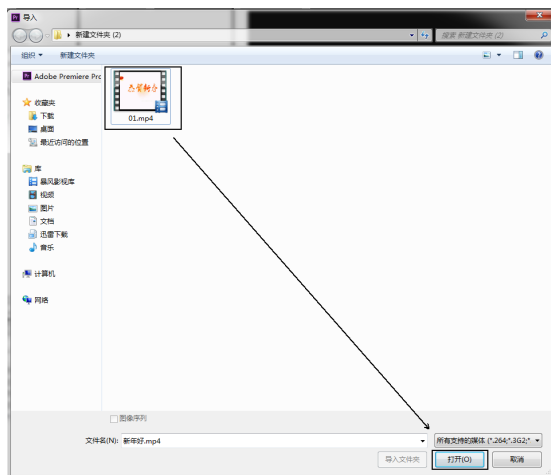 导入
新建文件夹 (2)
搜索 新建文件夹 (2)
组织
新建文件夹
Adobe Premiere Pro
收藏夹
下载
桌面
最近访问的位置
库
暴风影视库
视频
图片
文档
迅雷下载
音乐
计算机
网络
01.mp4
图像序列
文件名(N): 新年好.mp4
所有支持的媒体 (*.264;*.3G2;*
导入文件夹
打开(O)
取消